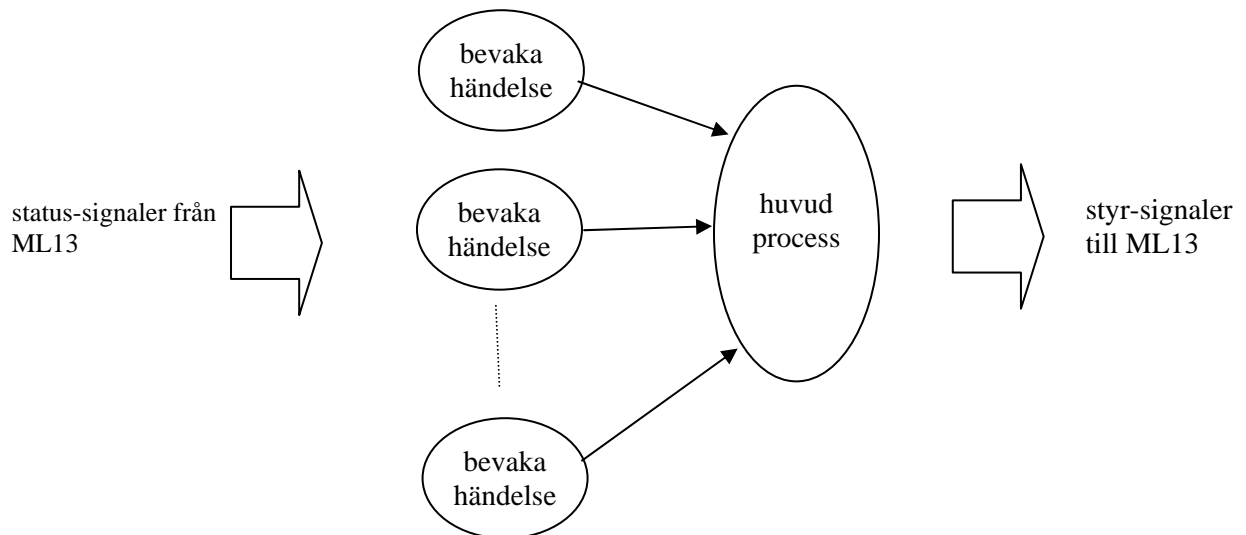 bevaka
händelse
status-signaler från
ML13
bevaka
händelse
huvud
process
styr-signaler
till ML13
bevaka
händelse